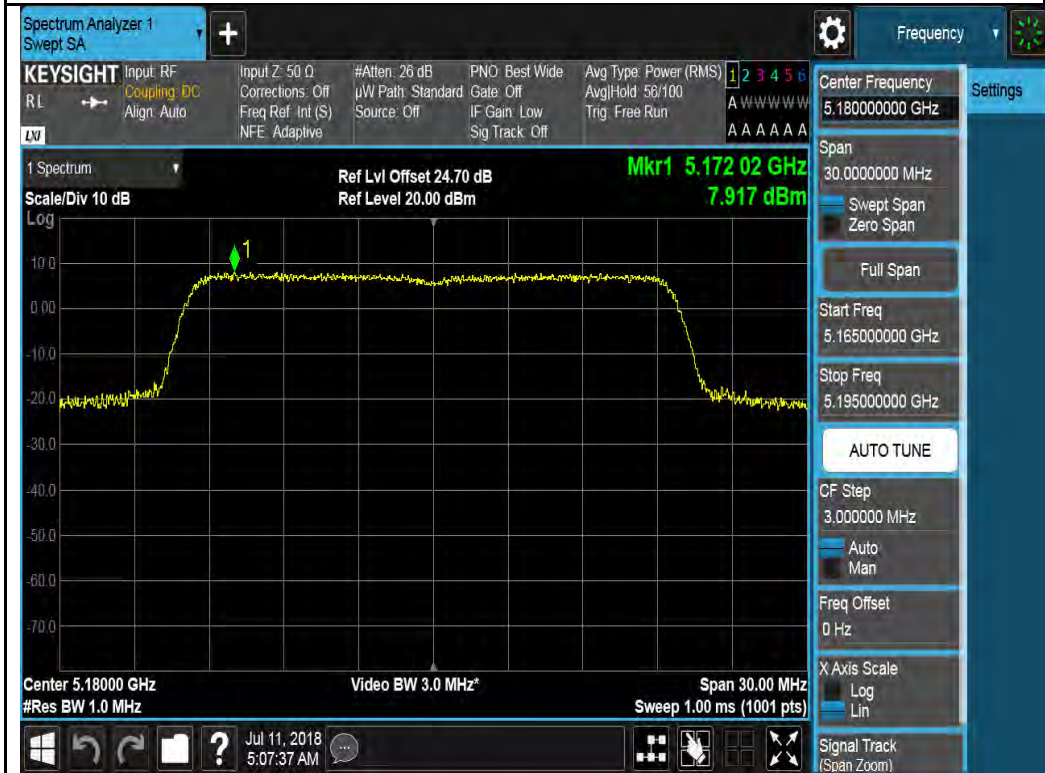 Spectrum Analyzer 1
Swept SA
+
Frequency
KEYSIGHT
RL
LXI
Input: RF
Coupling: DC
Align: Auto
Input Z: 50 Ω
Corrections: Off
Freq Ref: Int (S)
NFE: Adaptive
#Atten: 26 dB
µW Path: Standard
Source: Off
PNO: Best Wide
Gate: Off
IF Gain: Low
Sig Track: Off
Avg Type: Power (RMS)
Avg|Hold: 56/100
Trig: Free Run
1 2 3 4 5 6
A W W W W W
A A A A A A
1 Spectrum
Scale/Div 10 dB
Ref Lvl Offset 24.70 dB
Ref Level 20.00 dBm
Mkr1 5.172 02 GHz
7.917 dBm
Log
1
10.0
0.00
-10.0
-20.0
-30.0
-40.0
-50.0
-60.0
-70.0
Center 5.18000 GHz
#Res BW 1.0 MHz
Video BW 3.0 MHz*
Span 30.00 MHz
Sweep 1.00 ms (1001 pts)
Center Frequency
5.180000000 GHz
Settings
Span
30.0000000 MHz
Swept Span
Zero Span
Full Span
Start Freq
5.165000000 GHz
Stop Freq
5.195000000 GHz
AUTO TUNE
CF Step
3.000000 MHz
Auto
Man
Freq Offset
0 Hz
X Axis Scale
Log
Lin
Signal Track
(Span Zoom)
?
Jul 11, 2018
5:07:37 AM